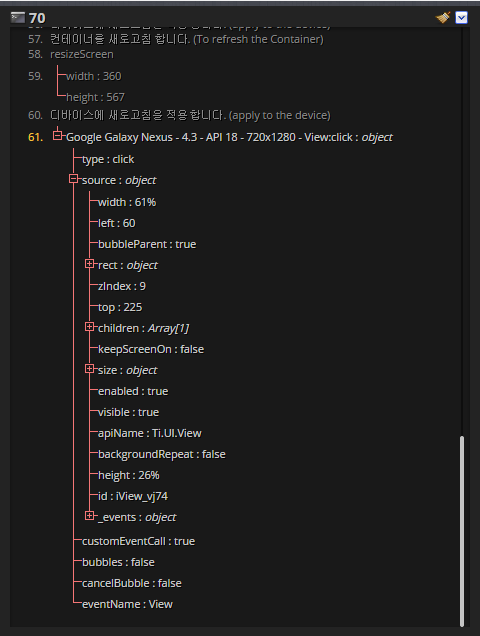 70
57. 컨테이너를 새로고침 합니다. (To refresh the Container)
58. resizeScreen
59. width : 360
height : 567
60. 디바이스에 새로고침을 적용 합니다. (apply to the device)
61. Google Galaxy Nexus - 4.3 - API 18 - 720x1280 - View:click : object
type : click
source : object
width : 61%
left : 60
bubbleParent : true
rect : object
zIndex : 9
top : 225
children : Array[1]
keepScreenOn : false
size : object
enabled : true
visible : true
apiName : Ti.UI.View
backgroundRepeat : false
height : 26%
id : iView_vj74
_events : object
customEventCall : true
bubbles : false
cancelBubble : false
eventName : View